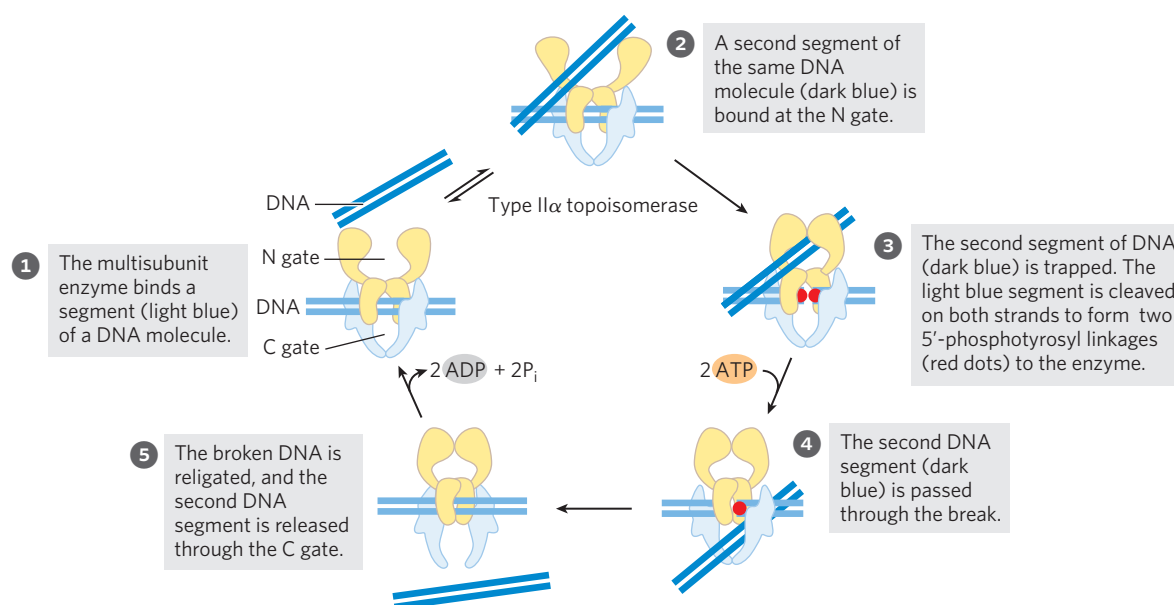 2
A second segment of
the same DNA
molecule (dark blue) is
bound at the N gate.
DNA
Type IIα topoisomerase
1
The multisubunit
enzyme binds a
segment (light blue)
of a DNA molecule.
N gate
DNA
C gate
3
The second segment of DNA
(dark blue) is trapped. The
light blue segment is cleaved
on both strands to form two
5′-phosphotyrosyl linkages
(red dots) to the enzyme.
2 ADP + 2Pi
2 ATP
4
The second DNA
segment (dark
blue) is passed
through the break.
5
The broken DNA is
religated, and the
second DNA
segment is released
through the C gate.